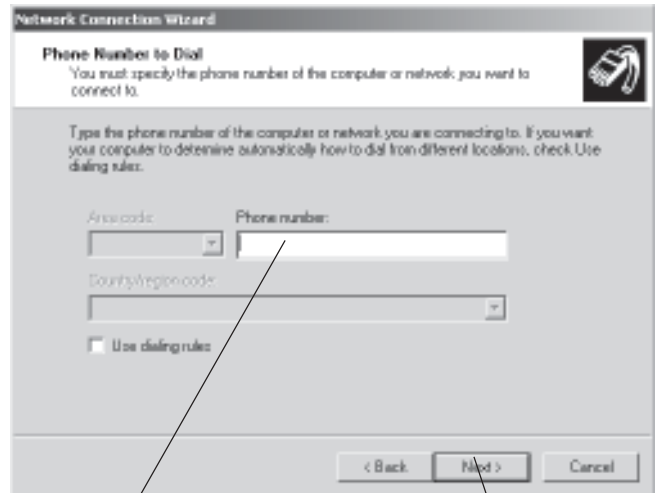 Network Connection Wizard
Phone Number to Dial
You must specify the phone number of the computer or network you want to
connect to.
Type the phone number of the computer or network you are connecting to. If you want
your computer to determine automatically how to dial from different locations, check Use
dialing rules.
Area code: Phone number:
Country/region code:
Use dialing rules
< Back Next > Cancel